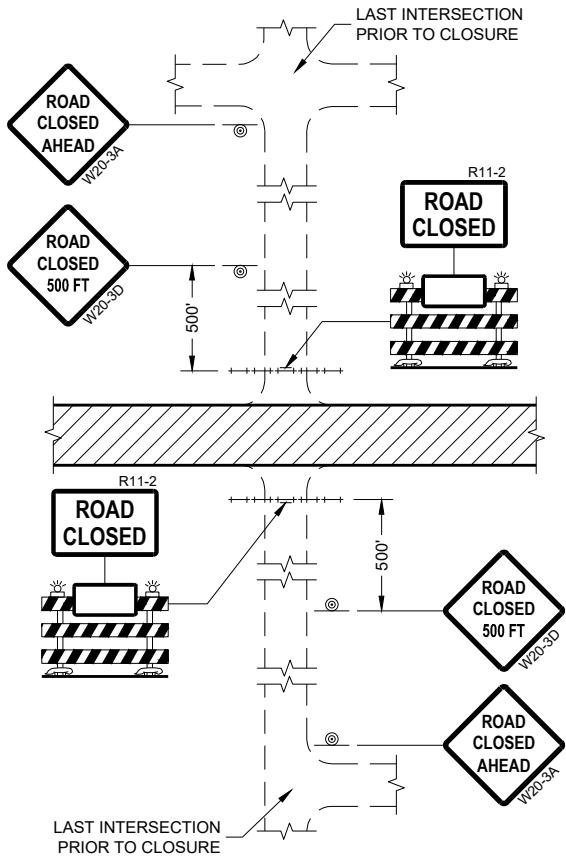 LAST INTERSECTION
PRIOR TO CLOSURE
ROAD
CLOSED
AHEAD
W20-3A
R11-2
ROAD
CLOSED
ROAD
CLOSED
500 FT
W20-3D
500'
R11-2
ROAD
CLOSED
500'
ROAD
CLOSED
500 FT
W20-3D
ROAD
CLOSED
AHEAD
W20-3A
LAST INTERSECTION
PRIOR TO CLOSURE